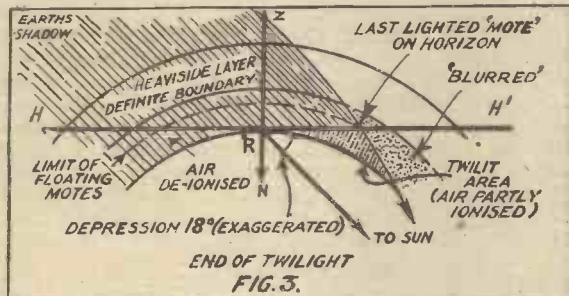 EARTHS
SHADOW
Z
LAST LIGHTED 'MOTE'
ON HORIZON
HEAVISIDE LAYER
DEFINITE BOUNDARY
'BLURRED'
H
H'
R
LIMIT OF
FLOATING
MOTES
AIR
DE-IONISED
N
TWILIT
AREA
(AIR PARTLY
IONISED)
DEPRESSION 18° (EXAGGERATED)
TO SUN
END OF TWILIGHT
FIG. 3.